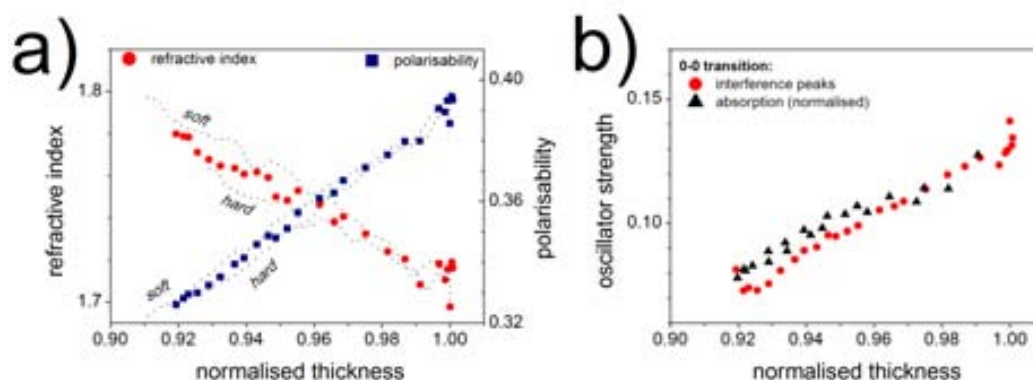 a)
refractive index
polarisability
1.8
1.7
refractive index
soft
hard
soft
hard
0.40
0.36
0.32
polarisability
0.90 0.92 0.94 0.96 0.98 1.00
normalised thickness
b)
0-0 transition:
interference peaks
absorption (normalised)
0.15
0.10
oscillator strength
0.90 0.92 0.94 0.96 0.98 1.00
normalised thickness